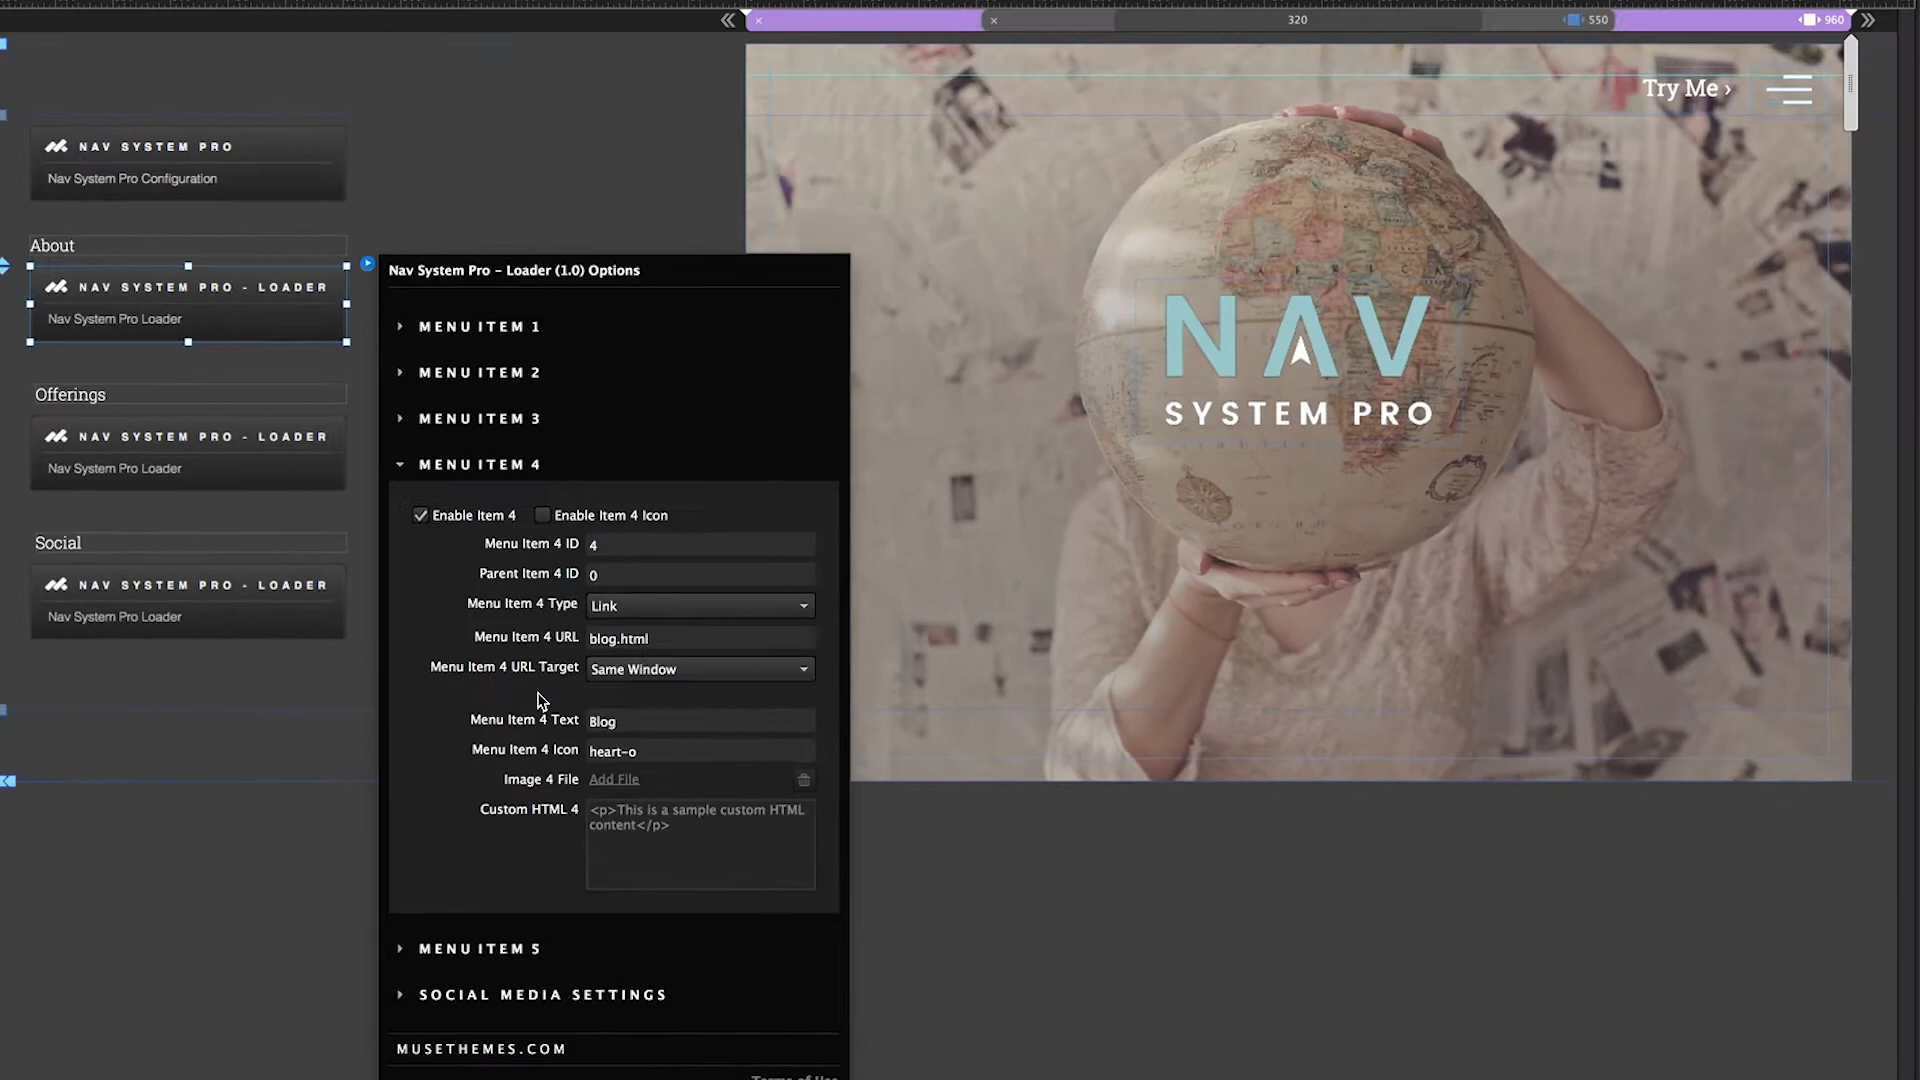 320
550
960
Try Me ›
NAV SYSTEM PRO
Nav System Pro Configuration
About
NAV SYSTEM PRO - LOADER
Nav System Pro Loader
Offerings
NAV SYSTEM PRO - LOADER
Nav System Pro Loader
Social
NAV SYSTEM PRO - LOADER
Nav System Pro Loader
Nav System Pro - Loader (1.0) Options
MENU ITEM 1
MENU ITEM 2
MENU ITEM 3
MENU ITEM 4
Enable Item 4 Enable Item 4 Icon
Menu Item 4 ID 4
Parent Item 4 ID 0
Menu Item 4 Type Link
Menu Item 4 URL blog.html
Menu Item 4 URL Target Same Window
Menu Item 4 Text Blog
Menu Item 4 Icon heart-o
Image 4 File Add File
Custom HTML 4 <p>This is a sample custom HTML
content</p>
MENU ITEM 5
SOCIAL MEDIA SETTINGS
MUSETHEMES.COM
Terms of Use
AFRICA
NAV
SYSTEM PRO